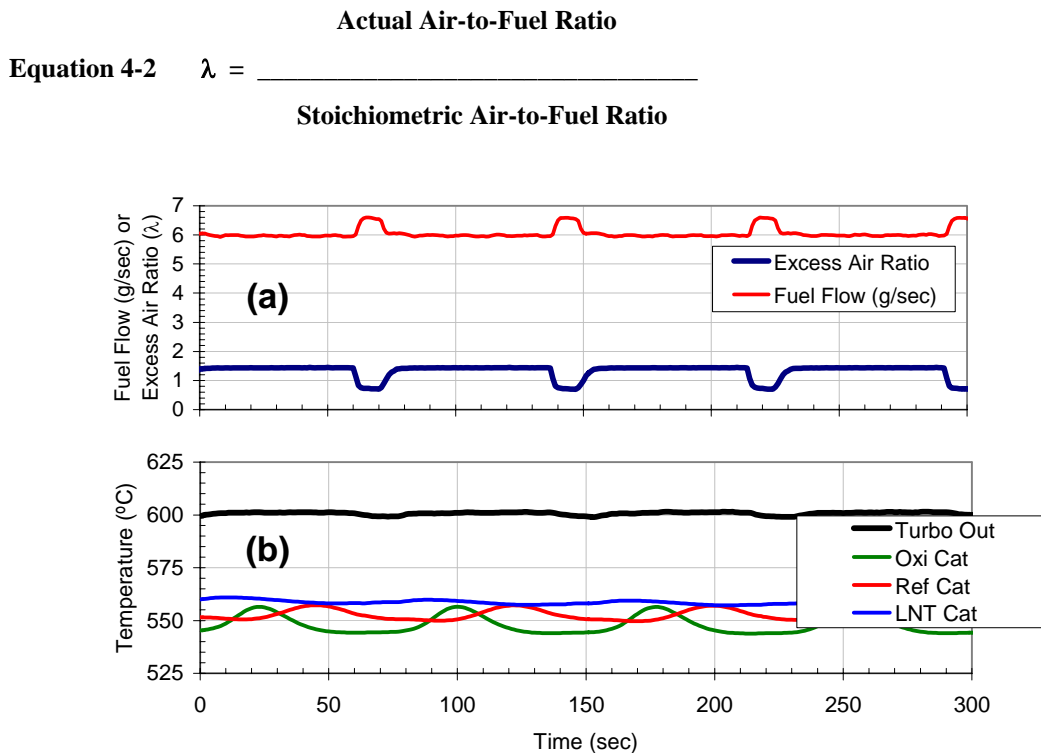 Actual Air-to-Fuel Ratio
Equation 4-2 λ = _________________________________
Stoichiometric Air-to-Fuel Ratio
Fuel Flow (g/sec) or
Excess Air Ratio (λ)
7
6
5
4
3
2
1
0
(a)
Excess Air Ratio
Fuel Flow (g/sec)
Temperature (ºC)
625
600
575
550
525
(b)
Turbo Out
Oxi Cat
Ref Cat
LNT Cat
0 50 100 150 200 250 300
Time (sec)